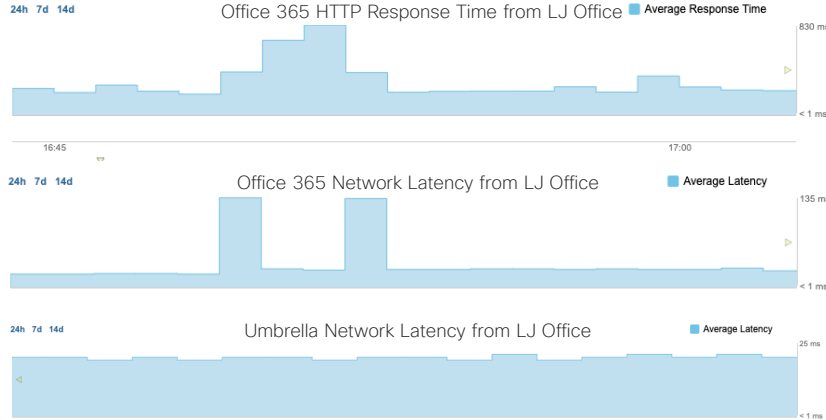 24h 7d 14d
Office 365 HTTP Response Time from LJ Office
Average Response Time
830 m
< 1 ms
16:45
17:00
24h 7d 14d
Office 365 Network Latency from LJ Office
Average Latency
135 ms
< 1 ms
24h 7d 14d
Umbrella Network Latency from LJ Office
Average Latency
25 ms
< 1 ms